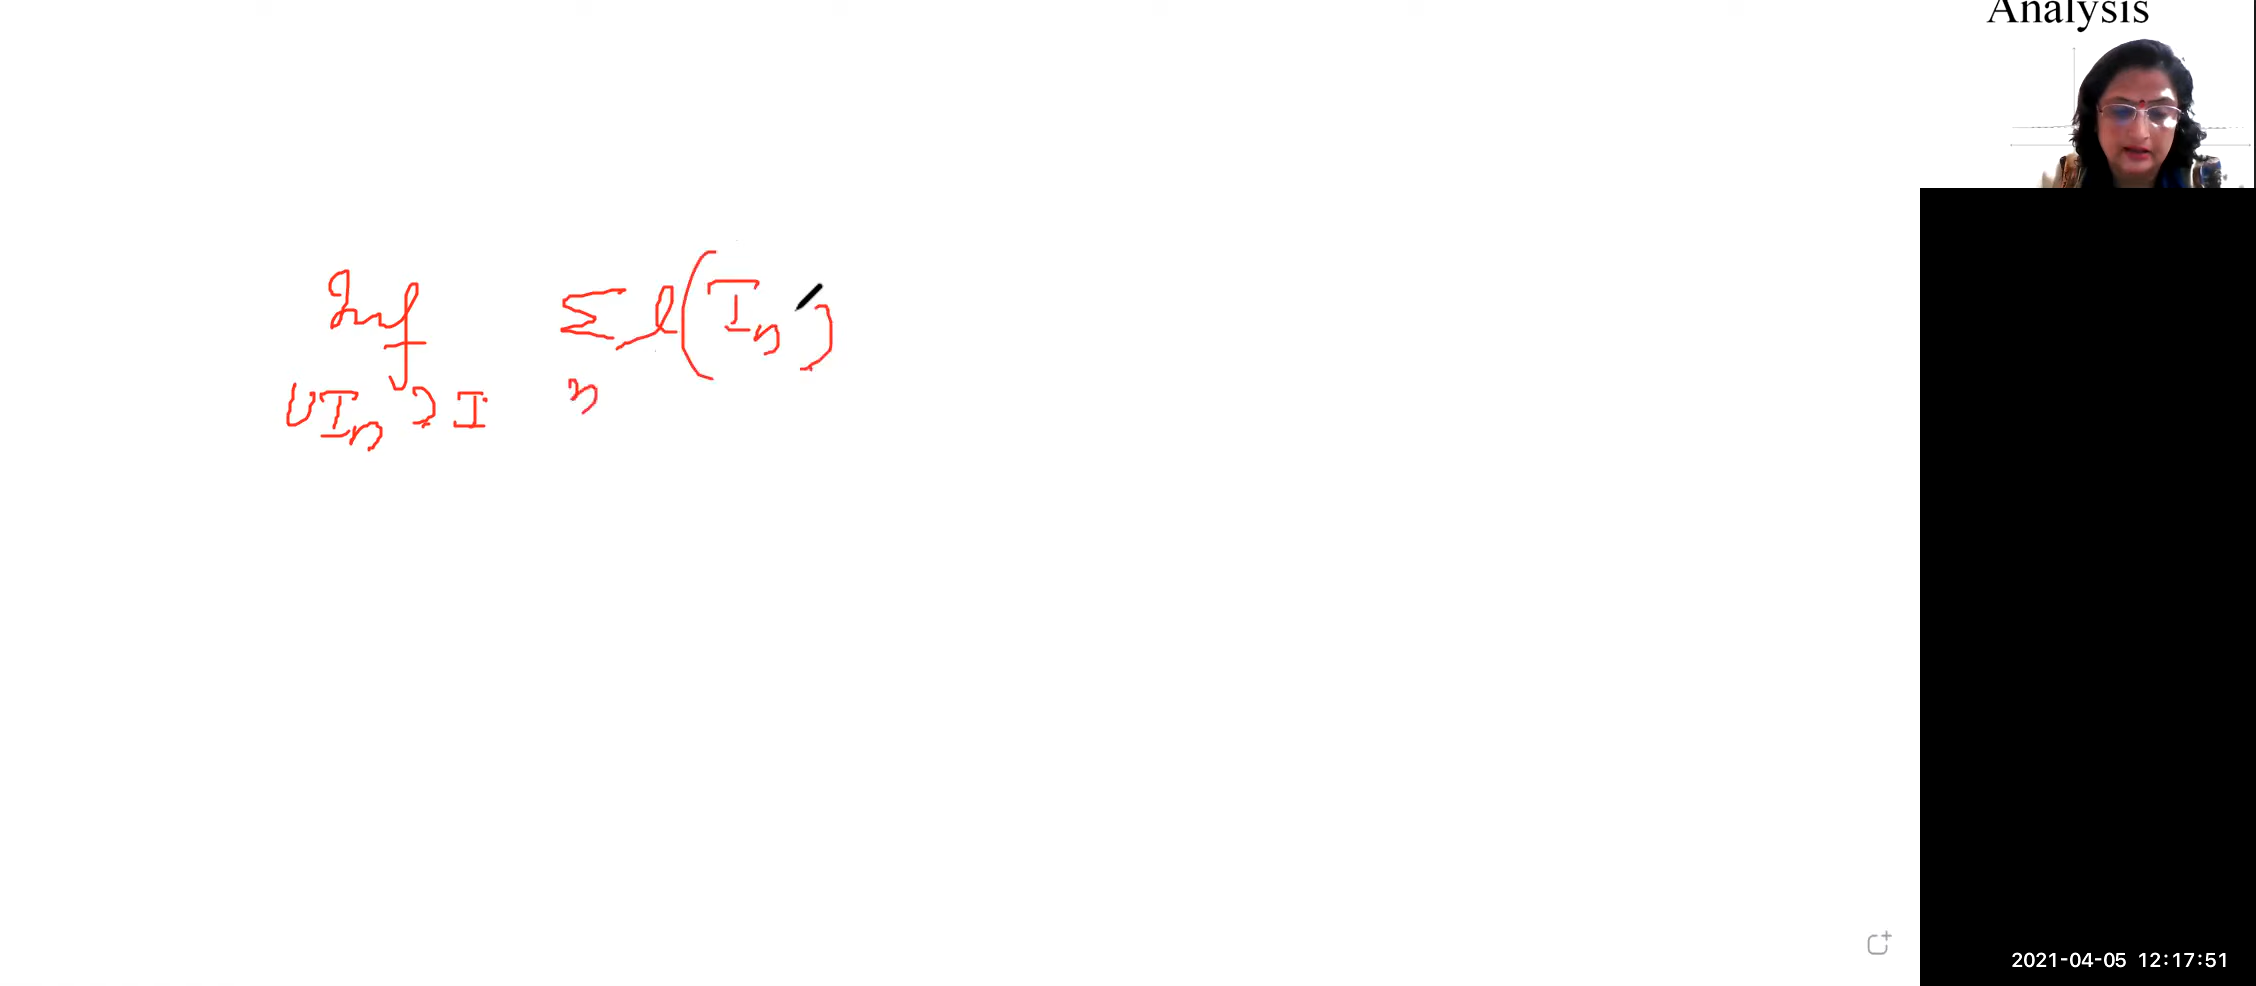 Analysis
Inf Σ l(Iₙ)
∪Iₙ ⊇ I n
2021-04-05 12:17:51